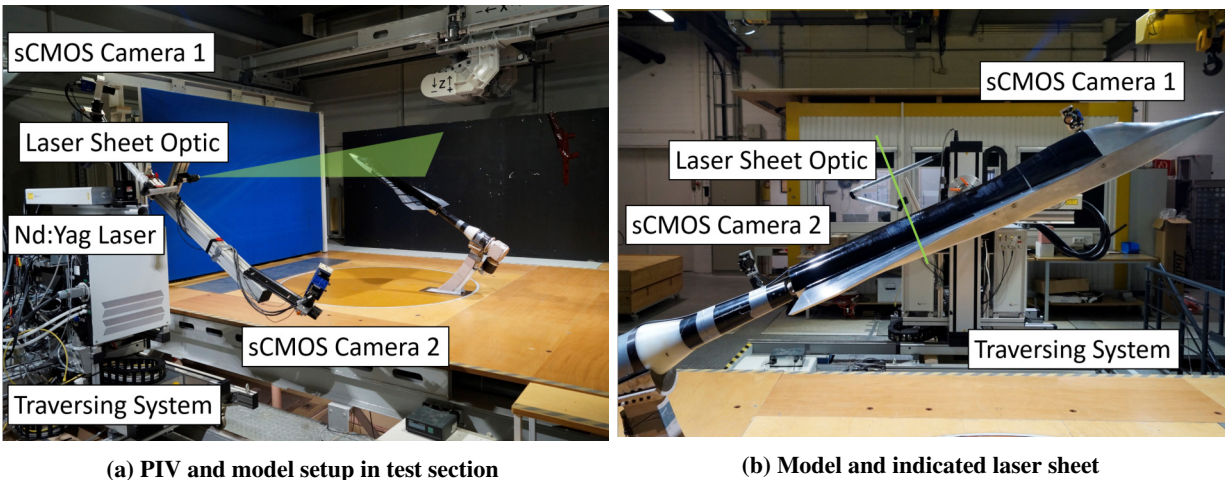 sCMOS Camera 1
Laser Sheet Optic
Nd:Yag Laser
sCMOS Camera 2
Traversing System
(a) PIV and model setup in test section
sCMOS Camera 1
Laser Sheet Optic
sCMOS Camera 2
Traversing System
(b) Model and indicated laser sheet